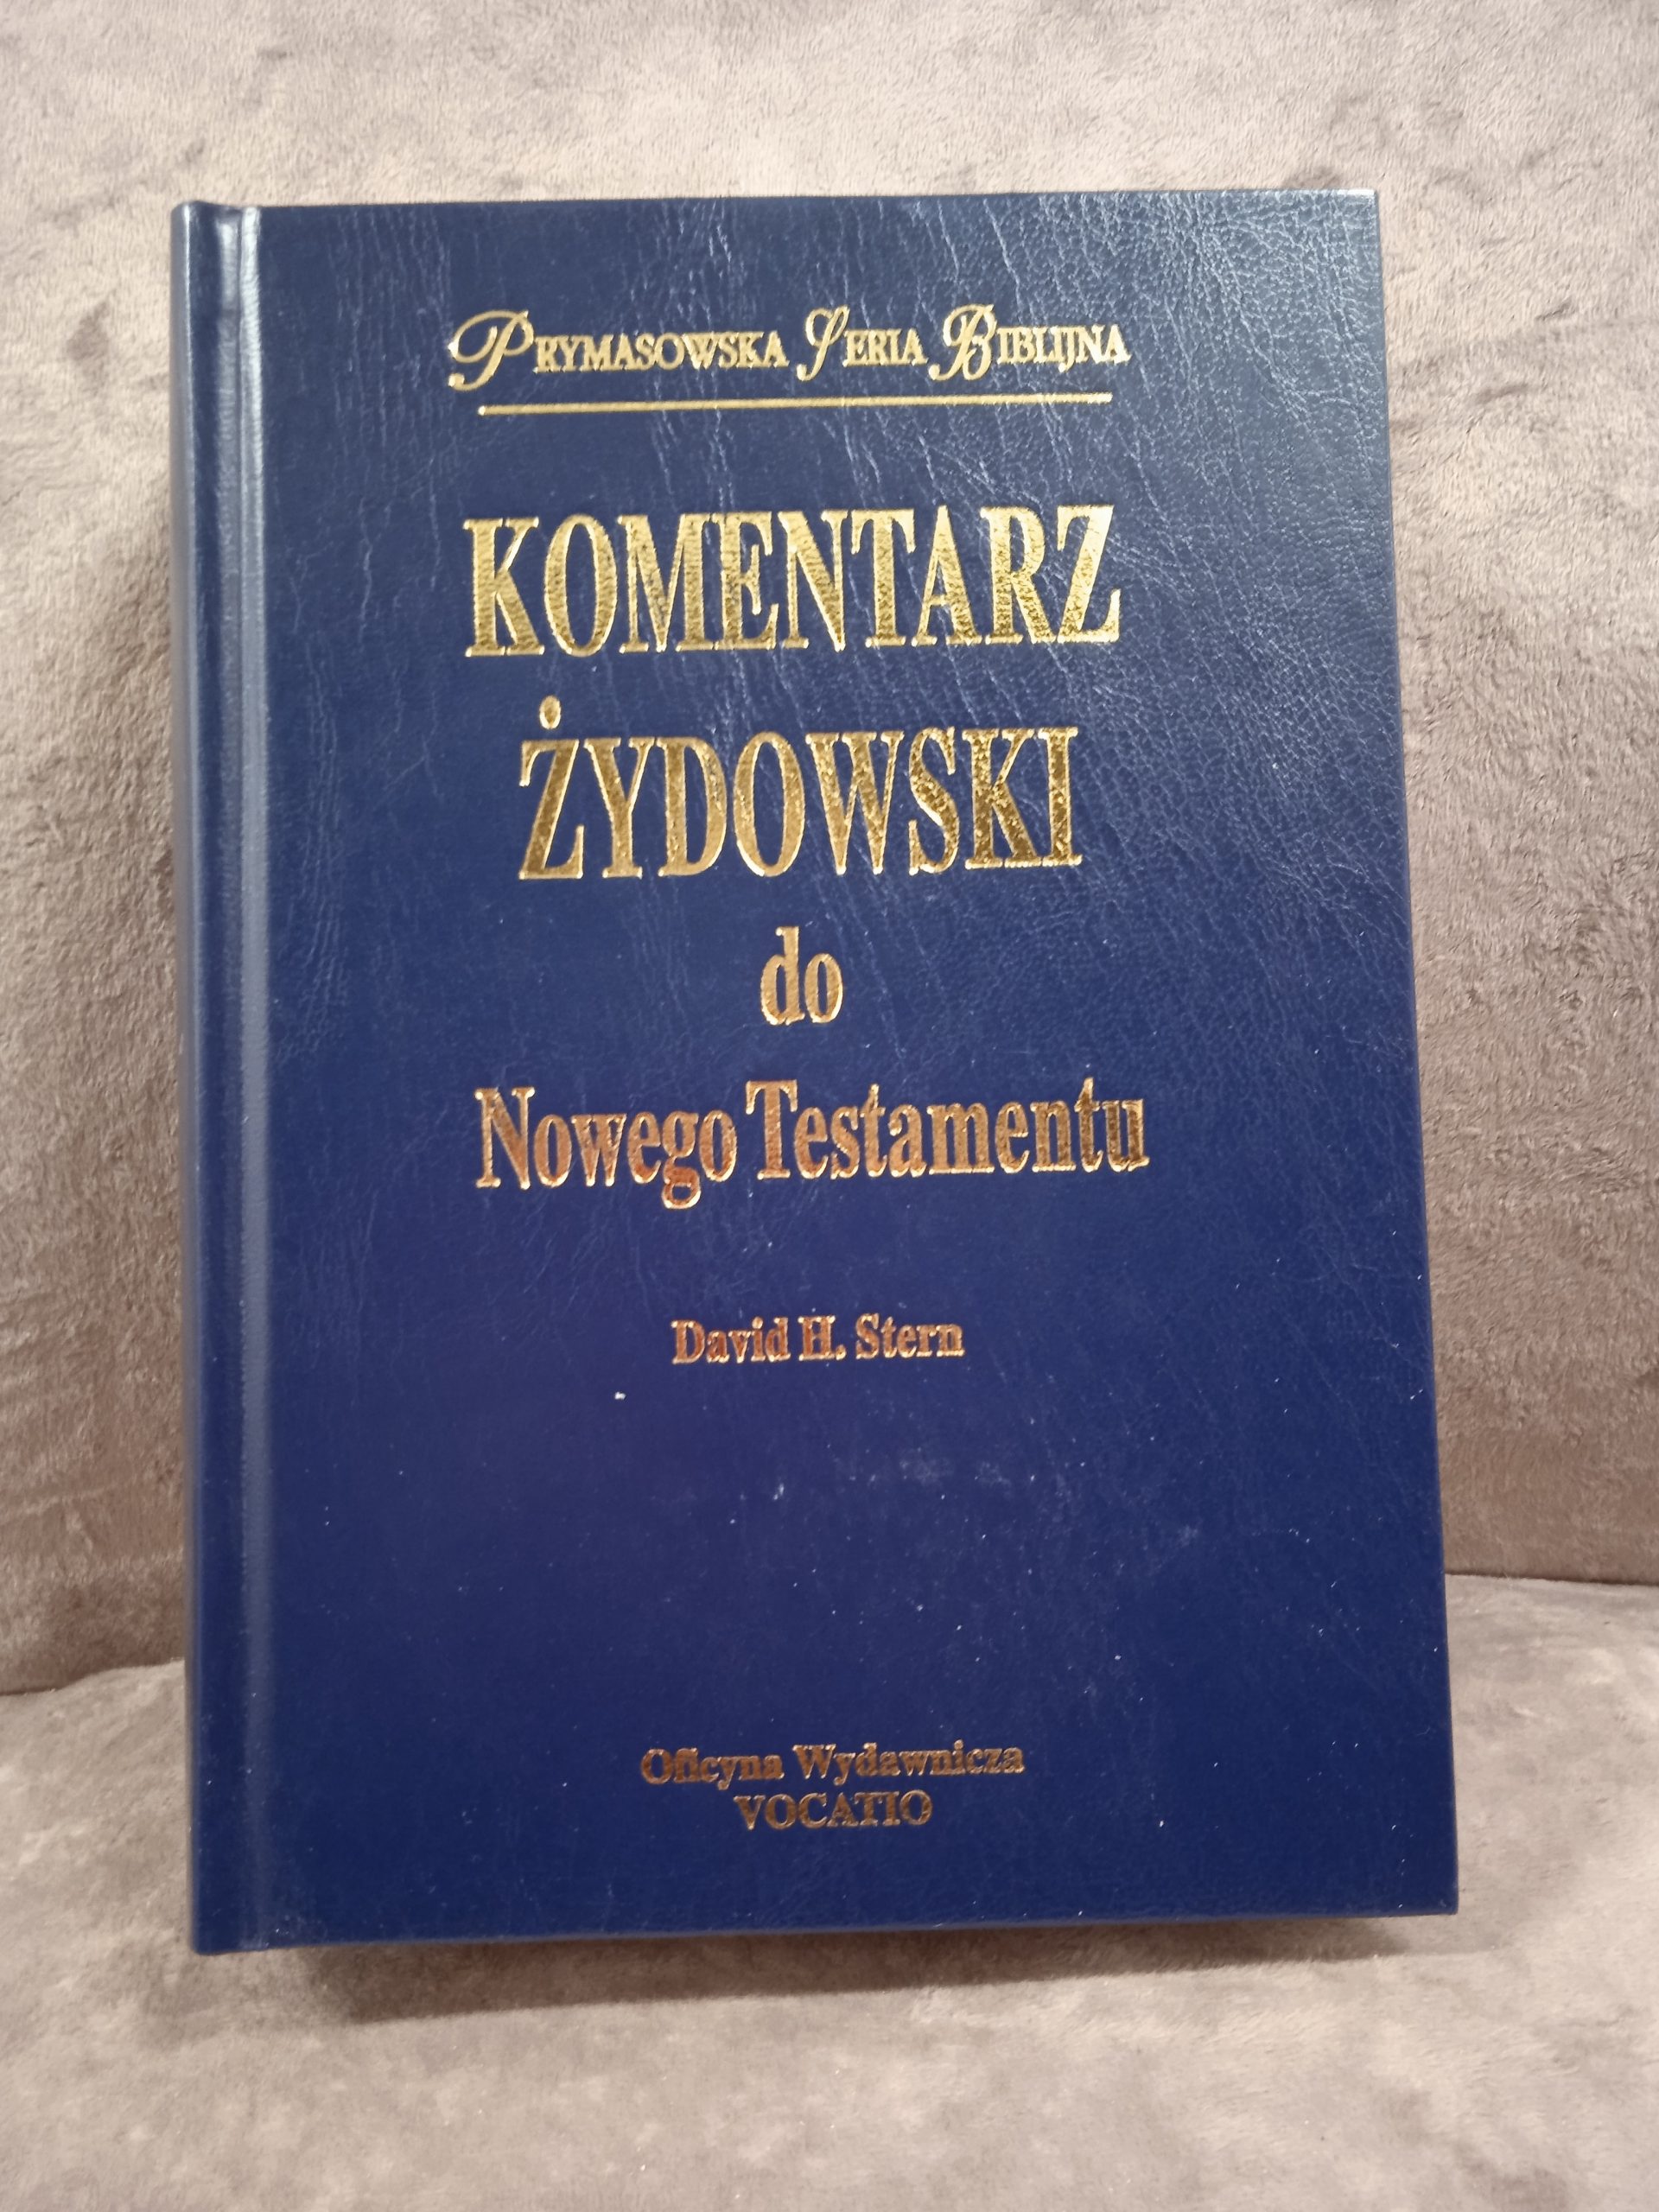 PRYMASOWSKA SERIA BIBLIJNA
KOMENTARZ
ŻYDOWSKI
do
Nowego Testamentu
David H. Stern
Oficyna Wydawnicza
VOCATIO